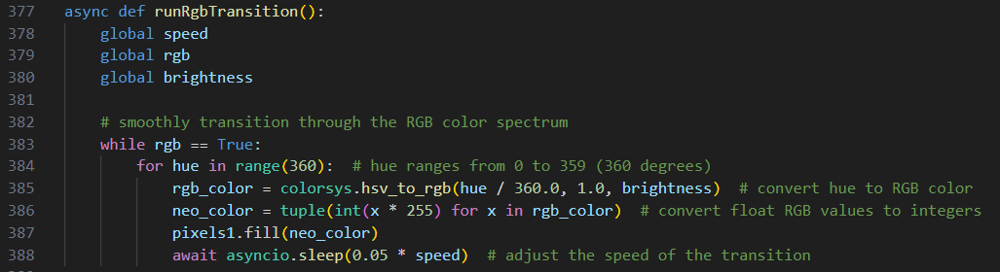 377 async def runRgbTransition():
378     global speed
379     global rgb
380     global brightness
381
382     # smoothly transition through the RGB color spectrum
383     while rgb == True:
384         for hue in range(360):  # hue ranges from 0 to 359 (360 degrees)
385             rgb_color = colorsys.hsv_to_rgb(hue / 360.0, 1.0, brightness)  # convert hue to RGB color
386             neo_color = tuple(int(x * 255) for x in rgb_color)  # convert float RGB values to integers
387             pixels1.fill(neo_color)
388             await asyncio.sleep(0.05 * speed)  # adjust the speed of the transition